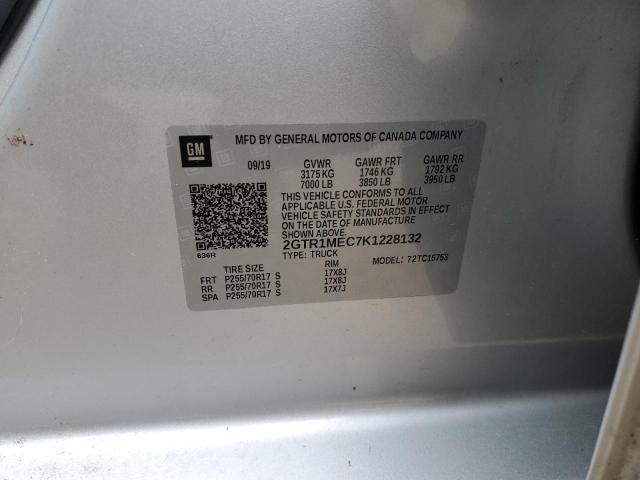 GM
MFD BY GENERAL MOTORS OF CANADA COMPANY
09/19 GVWR GAWR FRT GAWR RR
3175 KG 1746 KG 1792 KG
7000 LB 3850 LB 3950 LB
THIS VEHICLE CONFORMS TO ALL
APPLICABLE U.S. FEDERAL MOTOR
VEHICLE SAFETY STANDARDS IN EFFECT
ON THE DATE OF MANUFACTURE
SHOWN ABOVE.
2GTR1MEC7K1228132
636R TYPE: TRUCK MODEL: ?2TC15753
TIRE SIZE RIM
FRT P255/70R17 S 17X8J
RR P255/70R17 S 17X8J
SPA P255/70R17 S 17X7J